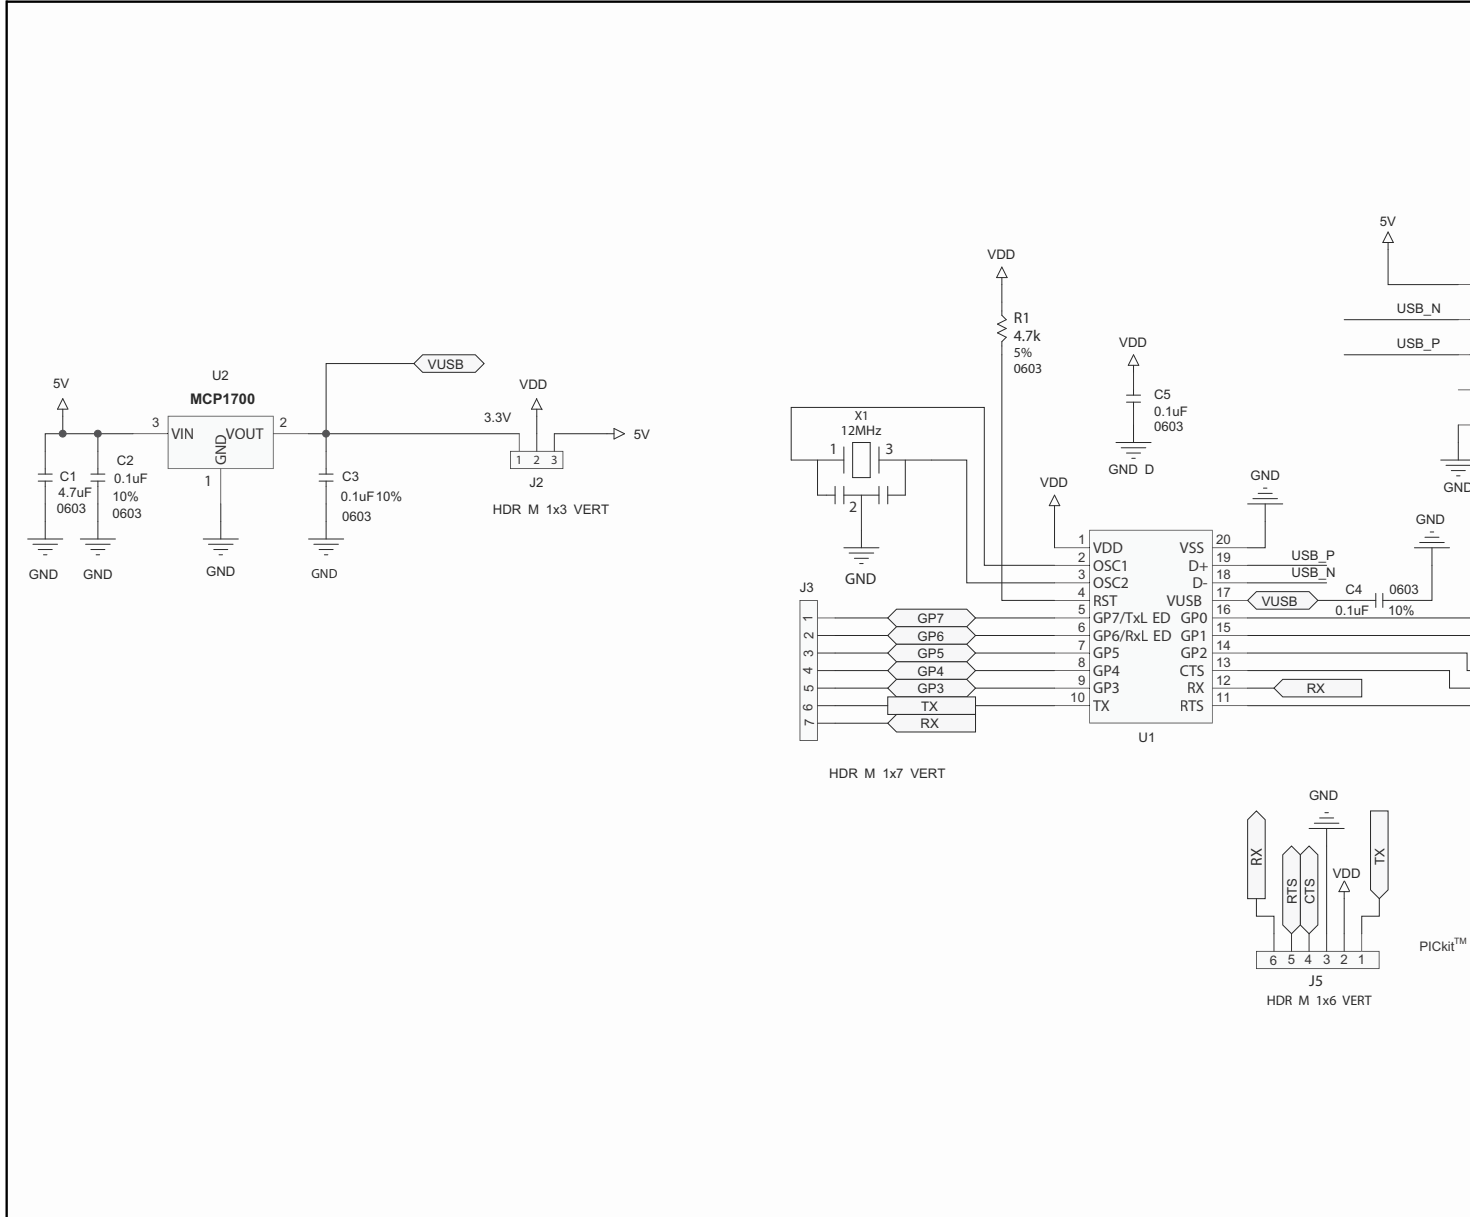 5V
USB_N
USB_P
VDD
R1
4.7k
5%
0603
VDD
C5
0.1uF
0603
GND D
U2
MCP1700
5V
3
VIN
GND
VOUT
2
1
VUSB
3.3V
VDD
5V
1 2 3
J2
HDR M 1x3 VERT
C1
4.7uF
0603
C2
0.1uF
10%
0603
C3
0.1uF 10%
0603
GND
GND
GND
GND
X1
12MHz
1
3
2
GND
VDD
GND
GND
GND
1 VDD
2 OSC1
3 OSC2
4 RST
5 GP7/TxL ED
6 GP6/RxL ED
7 GP5
8 GP4
9 GP3
10 TX
VSS 20
D+ 19
D- 18
VUSB 17
GP0 16
GP1 15
GP2 14
CTS 13
RX 12
RTS 11
U1
USB_P
USB_N
VUSB
C4
0.1uF
0603
10%
RX
J3
1 GP7
2 GP6
3 GP5
4 GP4
5 GP3
6 TX
7 RX
HDR M 1x7 VERT
GND
RX
RTS
CTS
VDD
TX
6 5 4 3 2 1
J5
HDR M 1x6 VERT
PICkit™